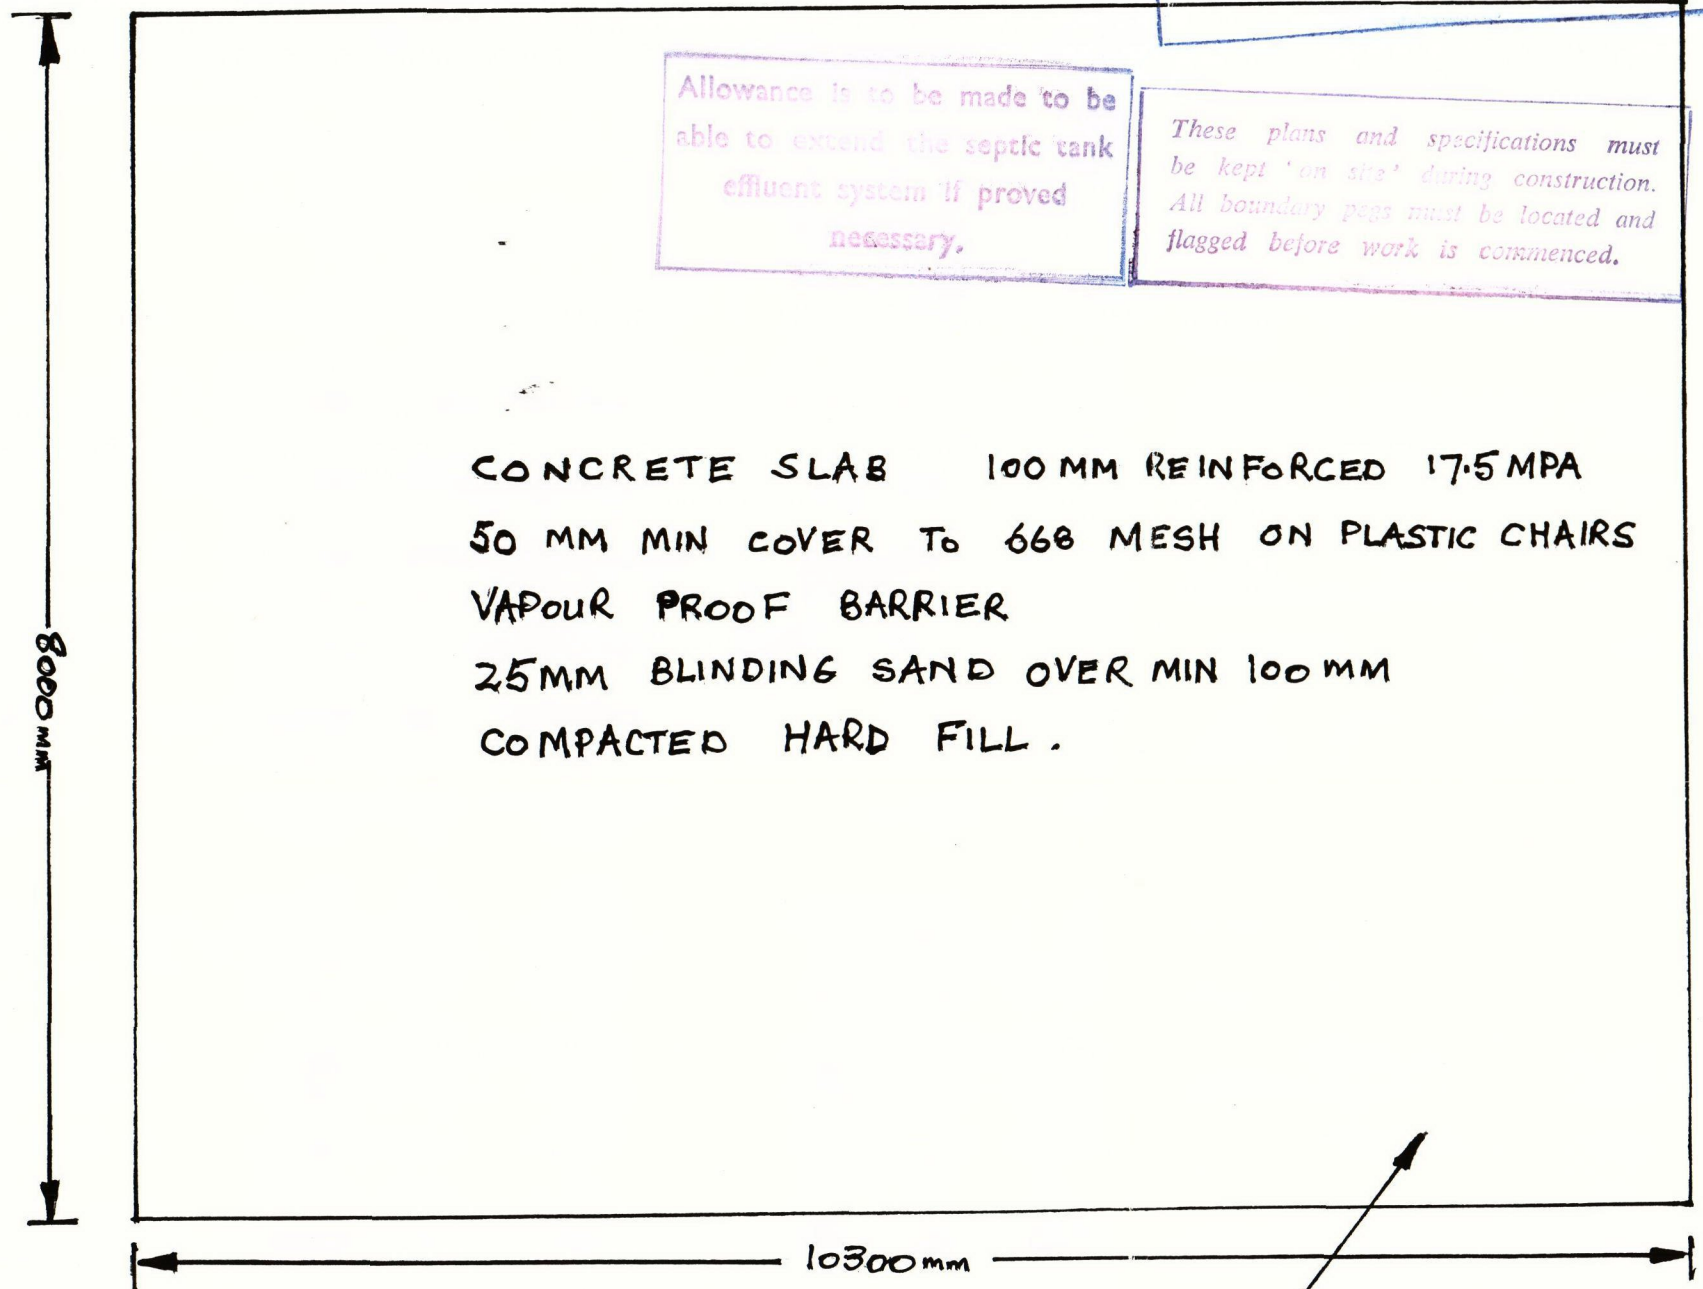 Allowance is to be made to be
able to extend the septic tank
effluent system if proved
necessary.
These plans and specifications must
be kept 'on site' during construction.
All boundary pegs must be located and
flagged before work is commenced.
CONCRETE SLAB 100 MM REINFORCED 17.5 MPA
50 MM MIN COVER TO 668 MESH ON PLASTIC CHAIRS
VAPOUR PROOF BARRIER
25MM BLINDING SAND OVER MIN 100 MM
COMPACTED HARD FILL.
8000mm
10300mm